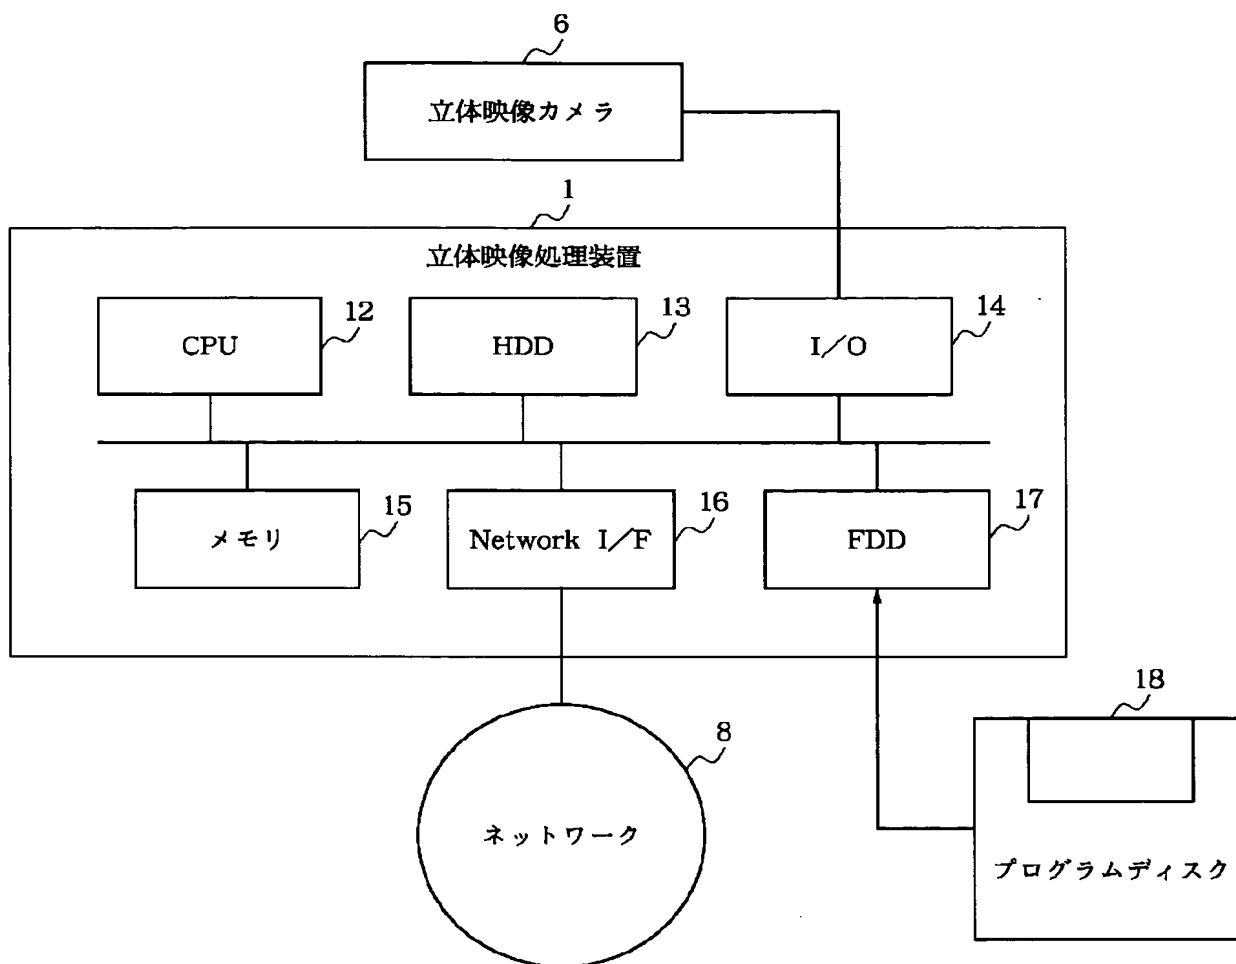 6
立体映像カメラ
1
立体映像処理装置
CPU
12
HDD
13
I/O
14
メモリ
15
Network I/F
16
FDD
17
18
8
ネットワーク
プログラムディスク